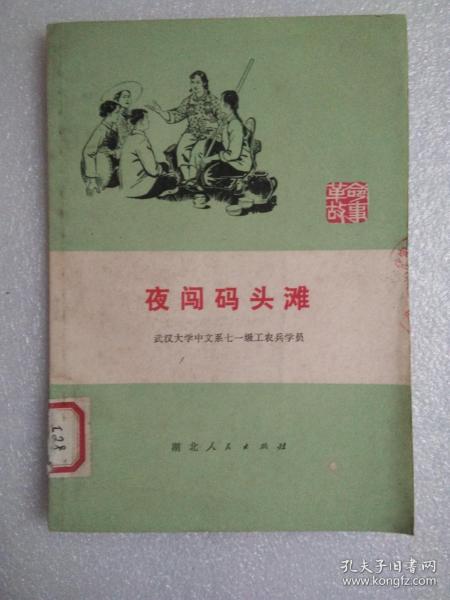 革命
故事
夜闯码头滩
武汉大学中文系七一级工农兵学员
湖北人民出版社
I28
孔夫子旧书网
www.kongfz.com